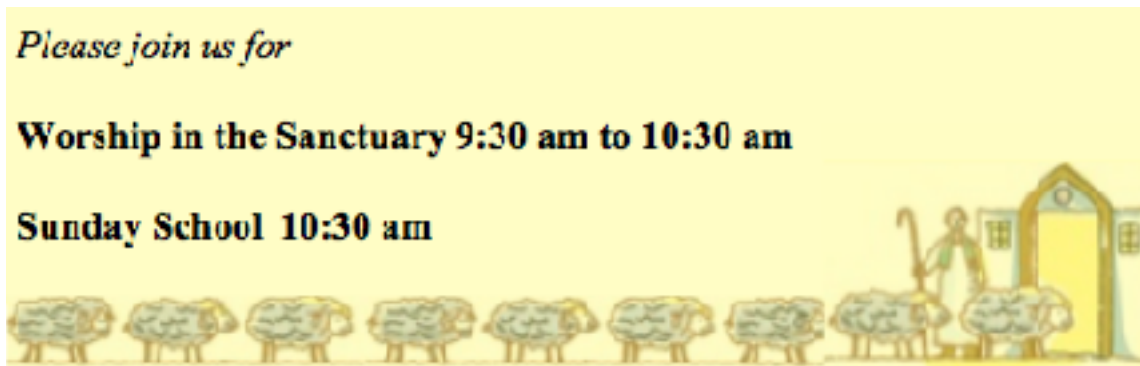 Please join us for
Worship in the Sanctuary 9:30 am to 10:30 am
Sunday School 10:30 am